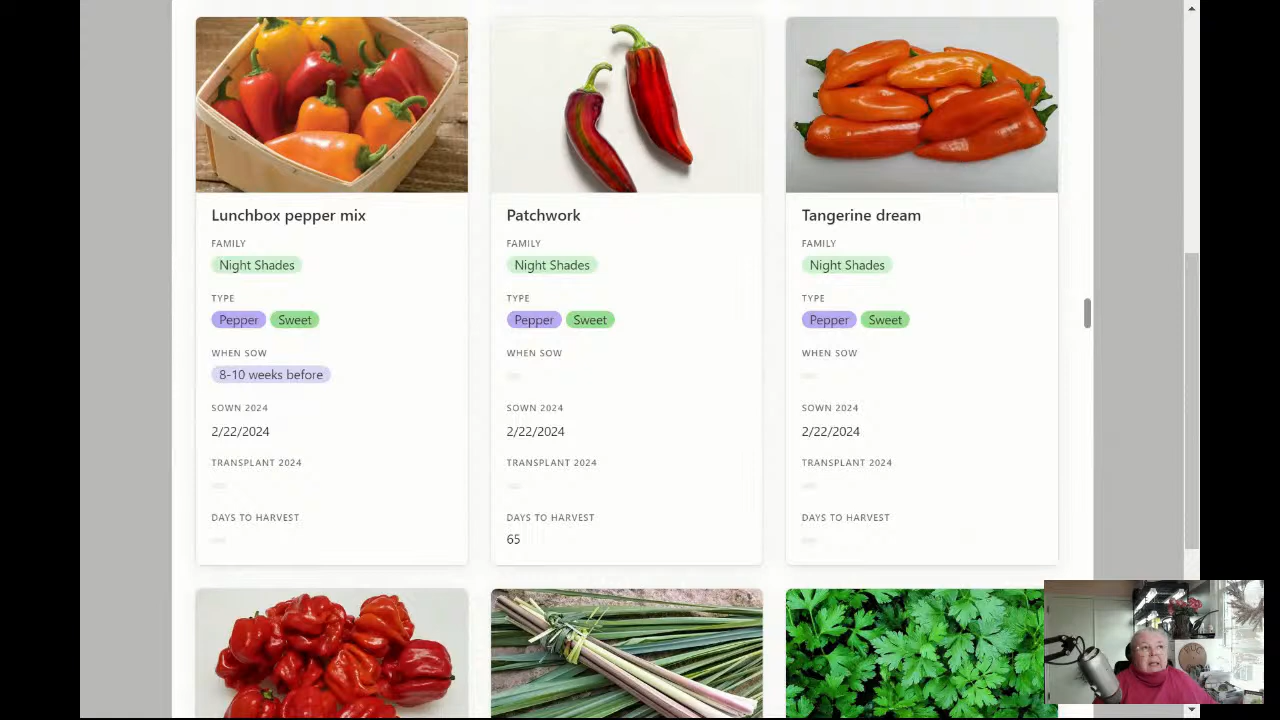 Lunchbox pepper mix
FAMILY
Night Shades
TYPE
Pepper Sweet
WHEN SOW
8-10 weeks before
SOWN 2024
2/22/2024
TRANSPLANT 2024
DAYS TO HARVEST
Patchwork
FAMILY
Night Shades
TYPE
Pepper Sweet
WHEN SOW
SOWN 2024
2/22/2024
TRANSPLANT 2024
DAYS TO HARVEST
65
Tangerine dream
FAMILY
Night Shades
TYPE
Pepper Sweet
WHEN SOW
SOWN 2024
2/22/2024
TRANSPLANT 2024
DAYS TO HARVEST